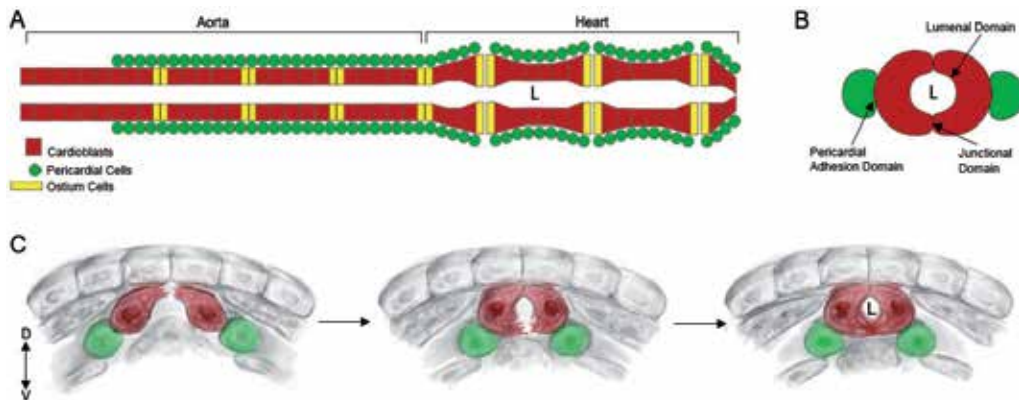 A
Aorta
Heart
L
Cardioblasts
Pericardial Cells
Ostium Cells
B
Lumenal Domain
L
Pericardial
Adhesion Domain
Junctional
Domain
C
D
V
L